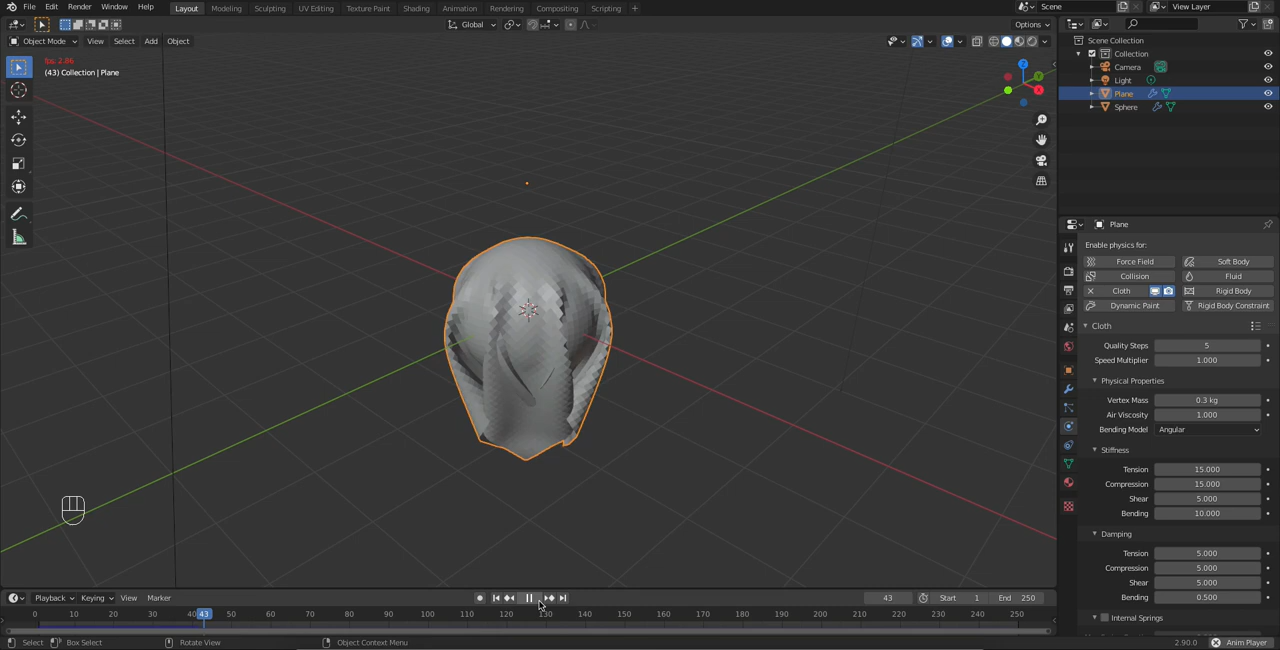 File Edit Render Window Help Layout Modeling Sculpting UV Editing Texture Paint Shading Animation Rendering Compositing Scripting + Scene View Layer
Global Options
Object Mode View Select Add Object
fps 2.86
(43) Collection | Plane
Z
Y
X
Scene Collection
Collection
Camera
Light
Plane
Sphere
Plane
Enable physics for:
Force Field Soft Body
Collision Fluid
Cloth Rigid Body
Dynamic Paint Rigid Body Constraint
Cloth
Quality Steps 5
Speed Multiplier 1.000
Physical Properties
Vertex Mass 0.3 kg
Air Viscosity 1.000
Bending Model Angular
Stiffness
Tension 15.000
Compression 15.000
Shear 5.000
Bending 10.000
Damping
Tension 5.000
Compression 5.000
Shear 5.000
Bending 0.500
Internal Springs
Playback Keying View Marker 43 Start 1 End 250
0 10 20 30 40 43 50 60 70 80 90 100 110 120 130 140 150 160 170 180 190 200 210 220 230 240 250
Select Box Select Rotate View Object Context Menu 2.90.0 Anim Player